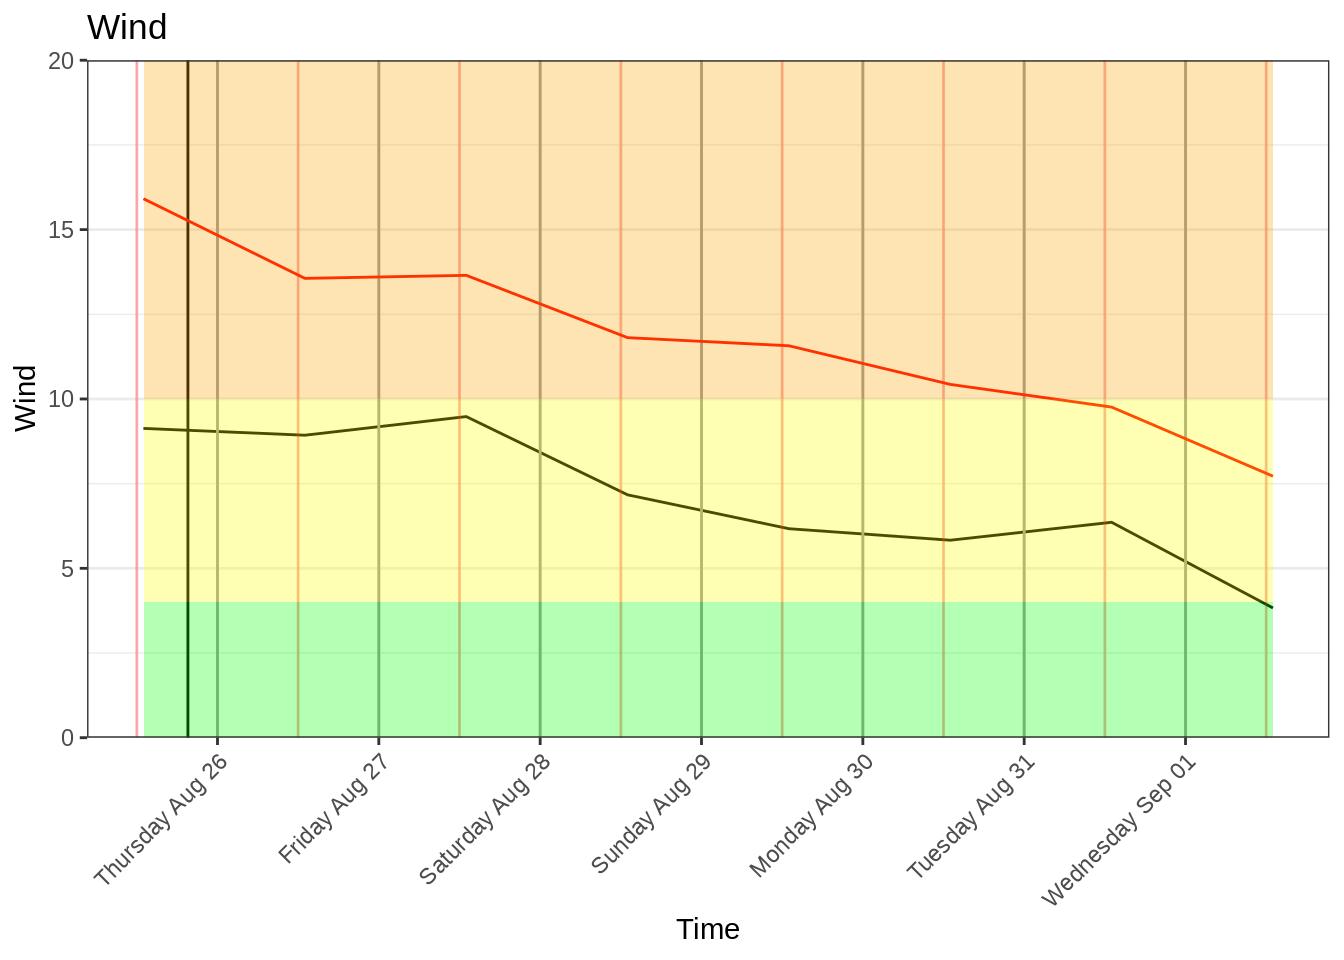 Wind
20
15
10
5
0
Wind
Thursday Aug 26
Friday Aug 27
Saturday Aug 28
Sunday Aug 29
Monday Aug 30
Tuesday Aug 31
Wednesday Sep 01
Time